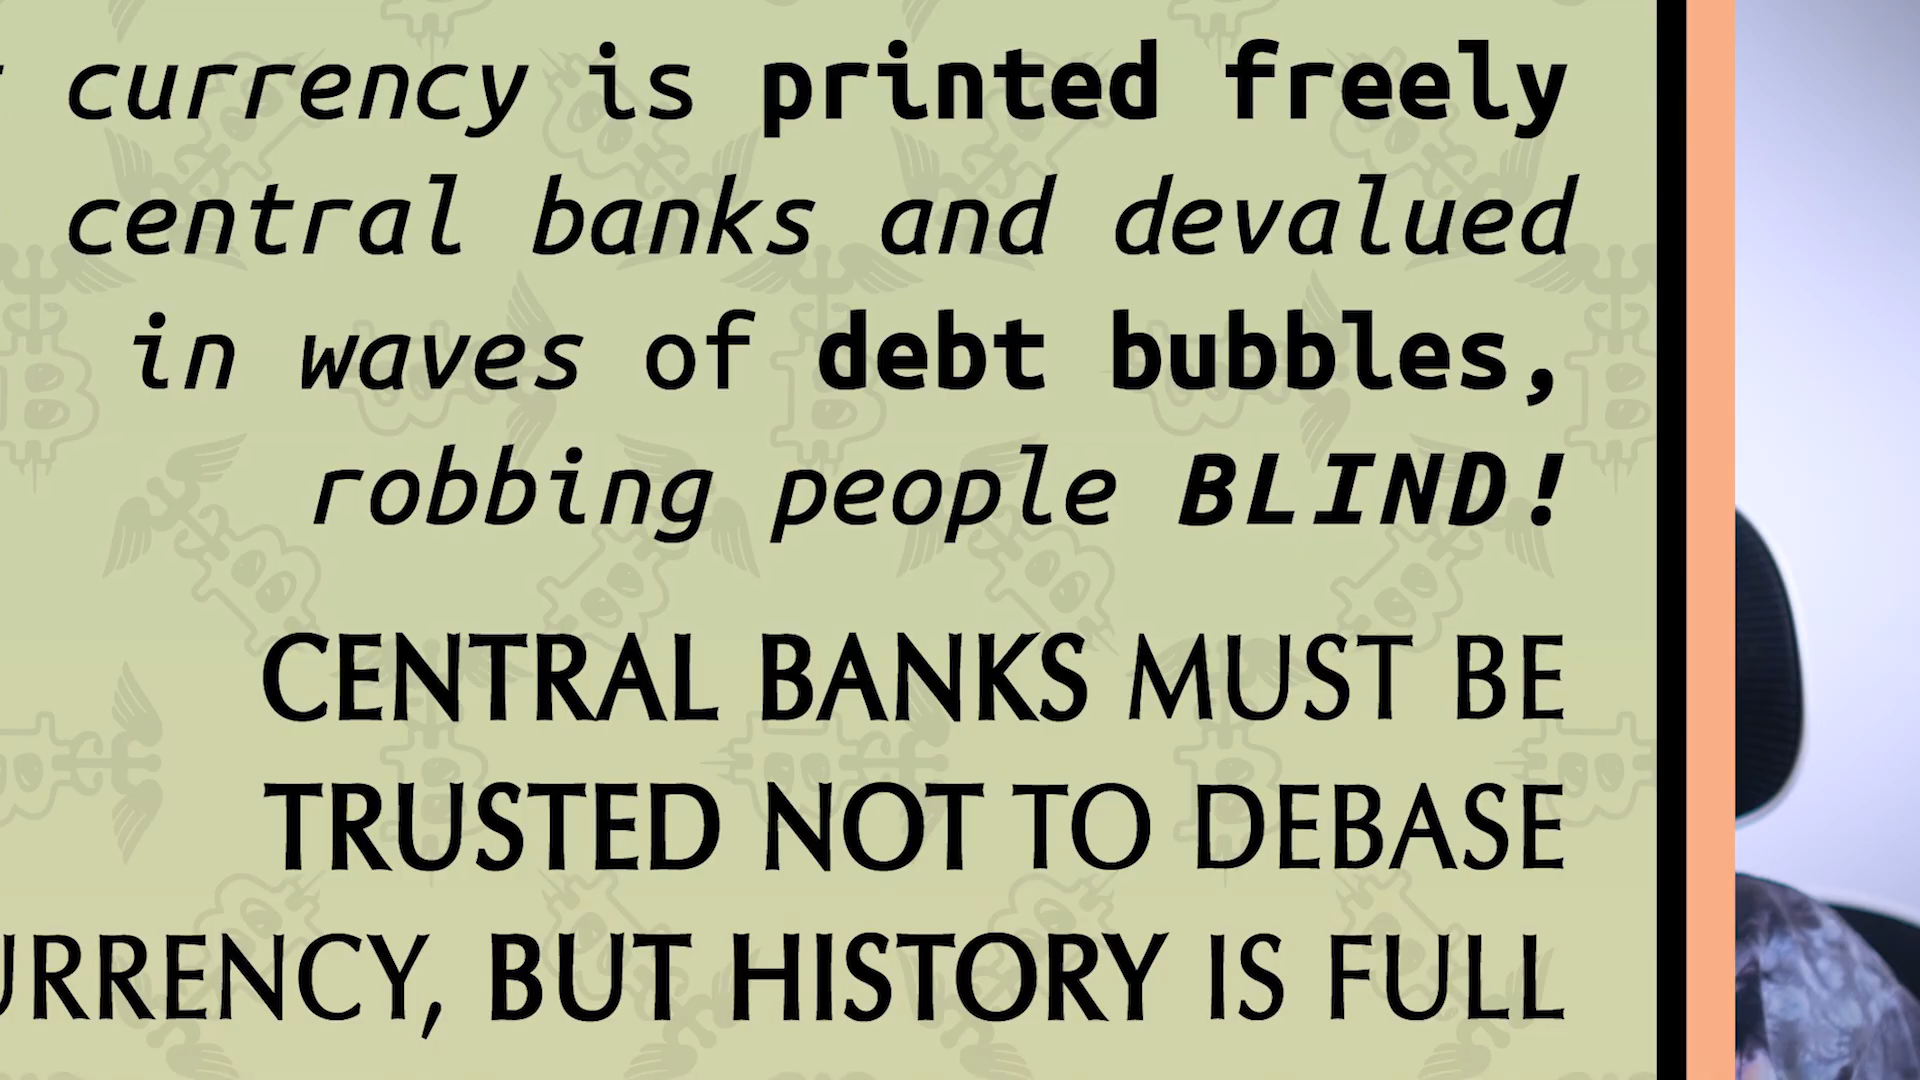 currency is printed freely
central banks and devalued
in waves of debt bubbles,
robbing people BLIND!
CENTRAL BANKS MUST BE
TRUSTED NOT TO DEBASE
URRENCY, BUT HISTORY IS FULL